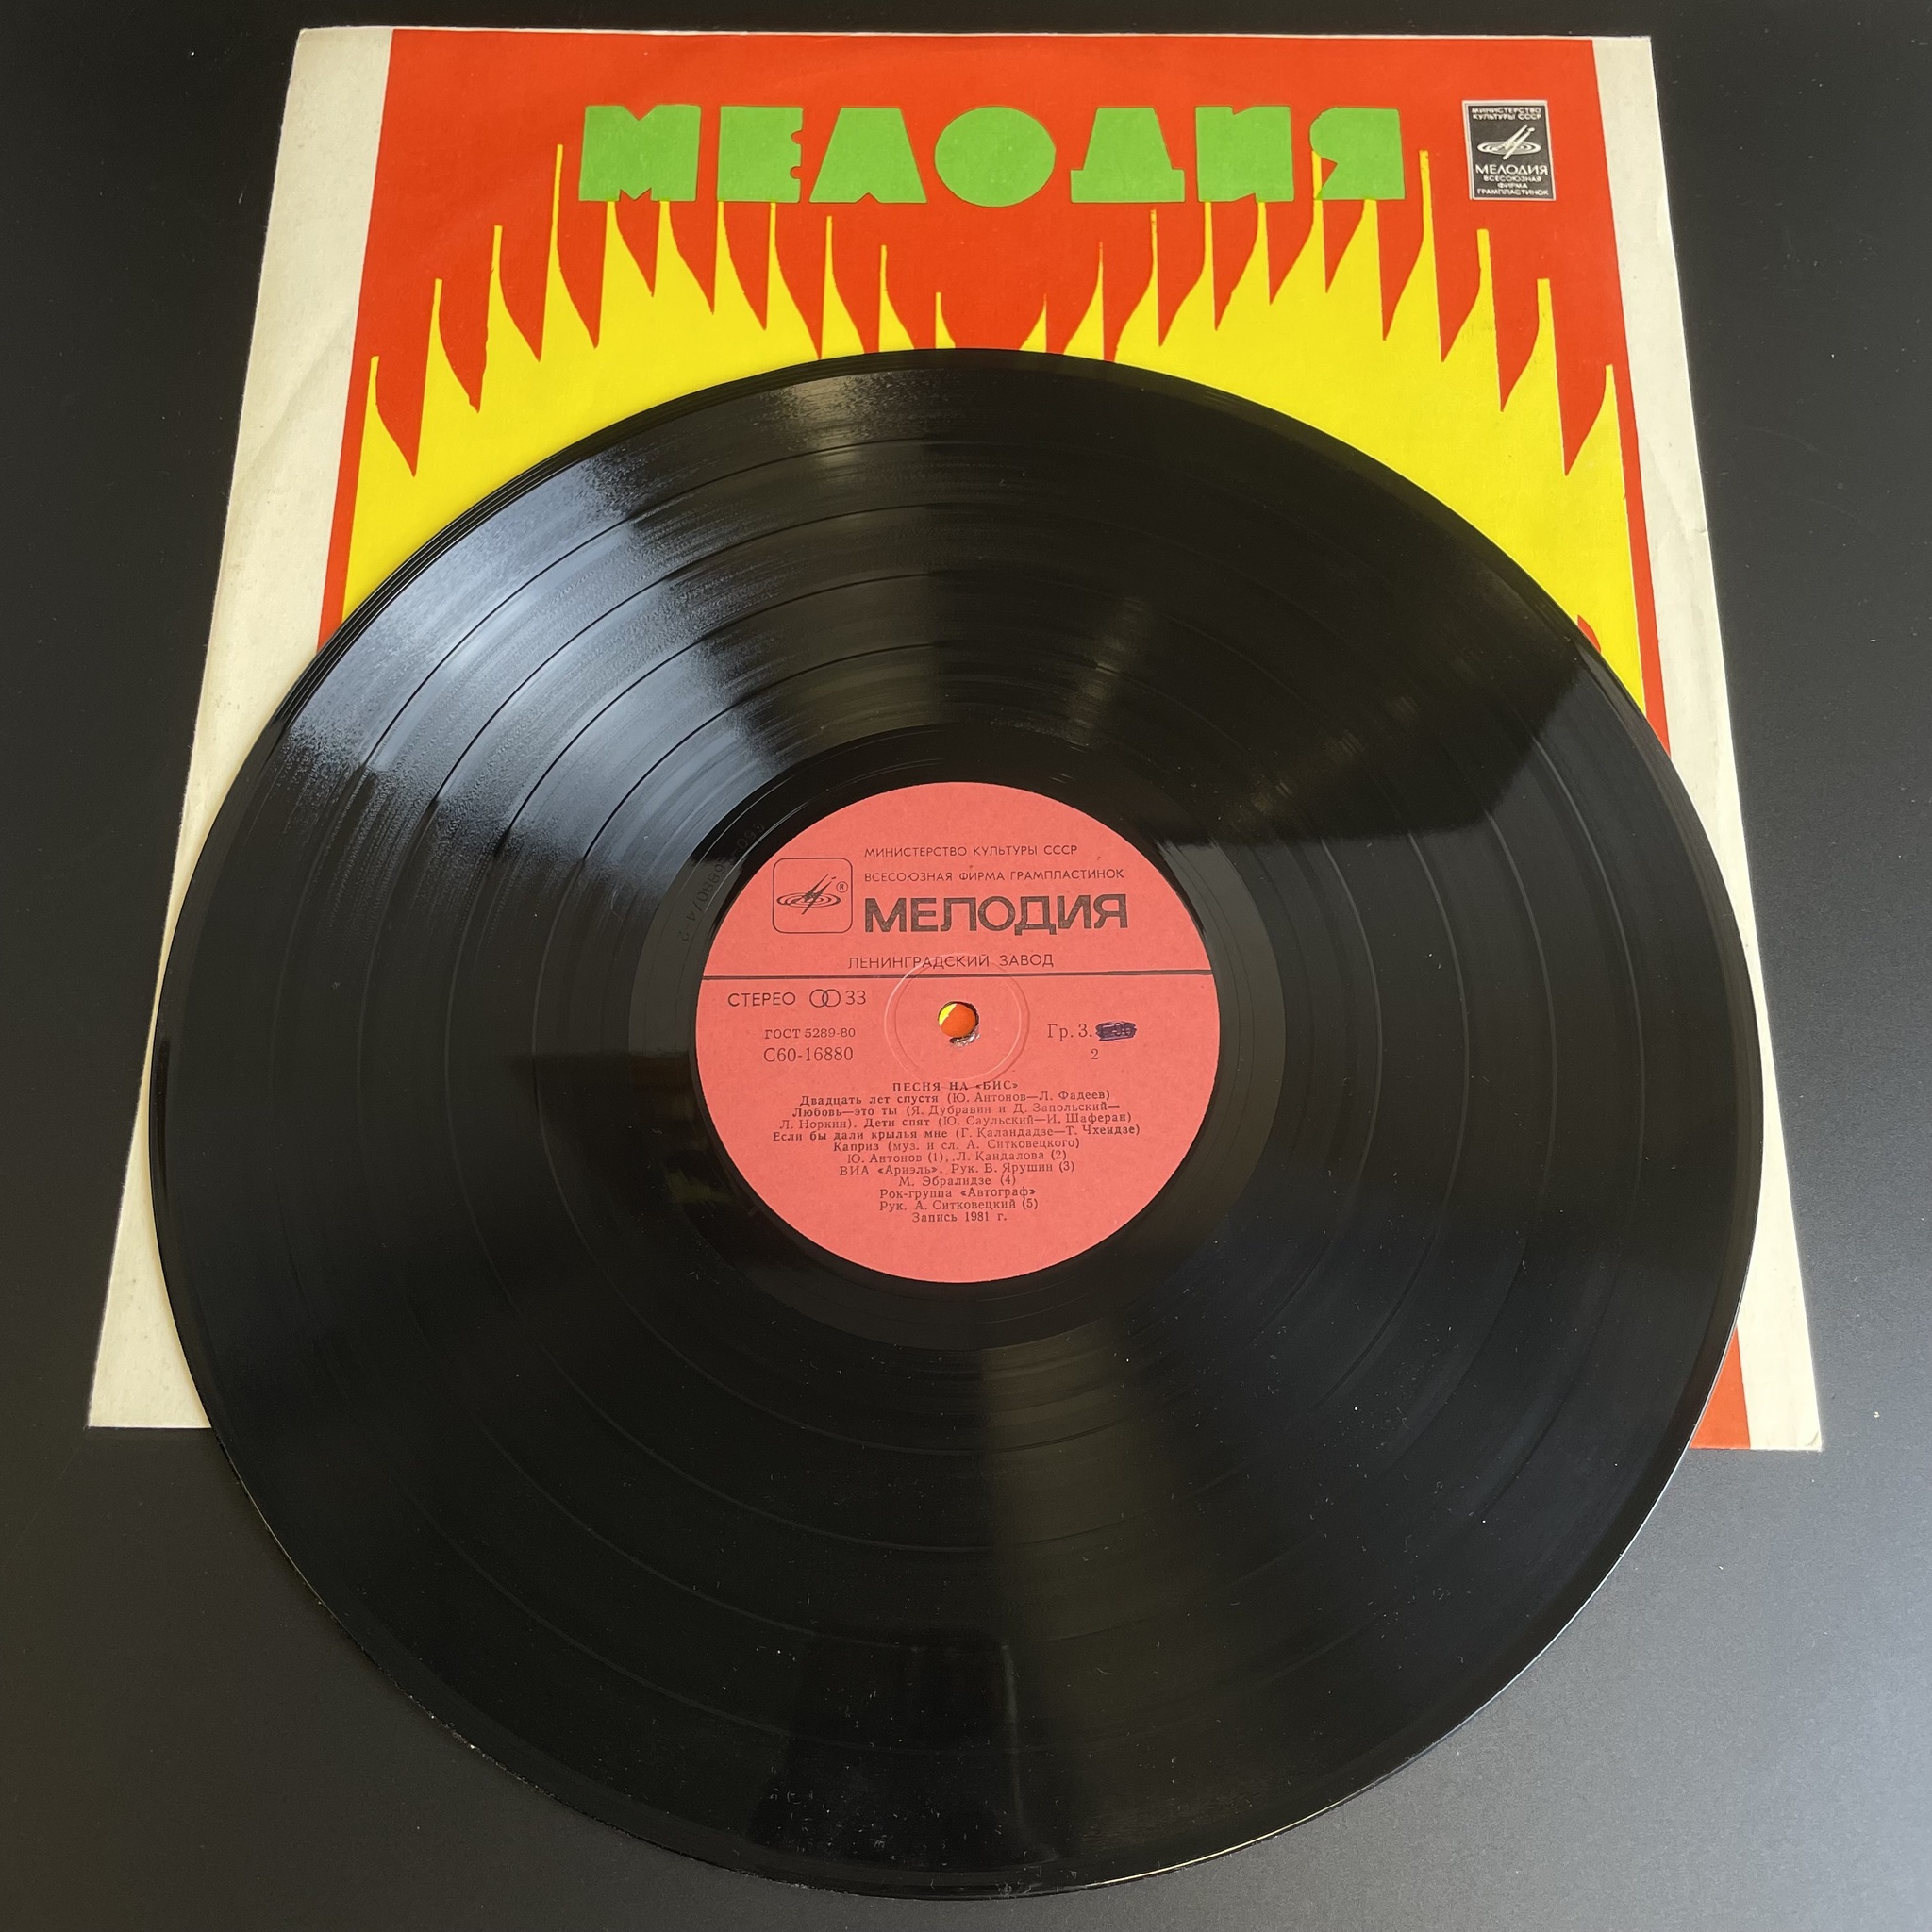 МЕЛОДИЯ
МИНИСТЕРСТВО
КУЛЬТУРЫ СССР
МЕЛОДИЯ
ВСЕСОЮЗНАЯ
ФИРМА
ГРАМПЛАСТИНОК
МИНИСТЕРСТВО КУЛЬТУРЫ СССР
ВСЕСОЮЗНАЯ ФИРМА ГРАМПЛАСТИНОК
®
МЕЛОДИЯ
ЛЕНИНГРАДСКИЙ ЗАВОД
СТЕРЕО 33
ГОСТ 5289-80
С60-16880
Гр. 3.
2
ПЕСНЯ НА «БИС»
Двадцать лет спустя (Ю. Антонов—Л. Фадеев)
Любовь—это ты (Я. Дубравин и Д. Запольский—
Л. Норкин). Дети спят (Ю. Саульский—И. Шаферан)
Если бы дали крылья мне (Г. Каландадзе—Т. Чхеидзе)
Каприз (муз. и сл. А. Ситковецкого)
Ю. Антонов (1), Л. Кандалова (2)
ВИА «Ариэль». Рук. В. Ярушин (3)
М. Эбралидзе (4)
Рок-группа «Автограф»
Рук. А. Ситковецкий (5)
Запись 1981 г.